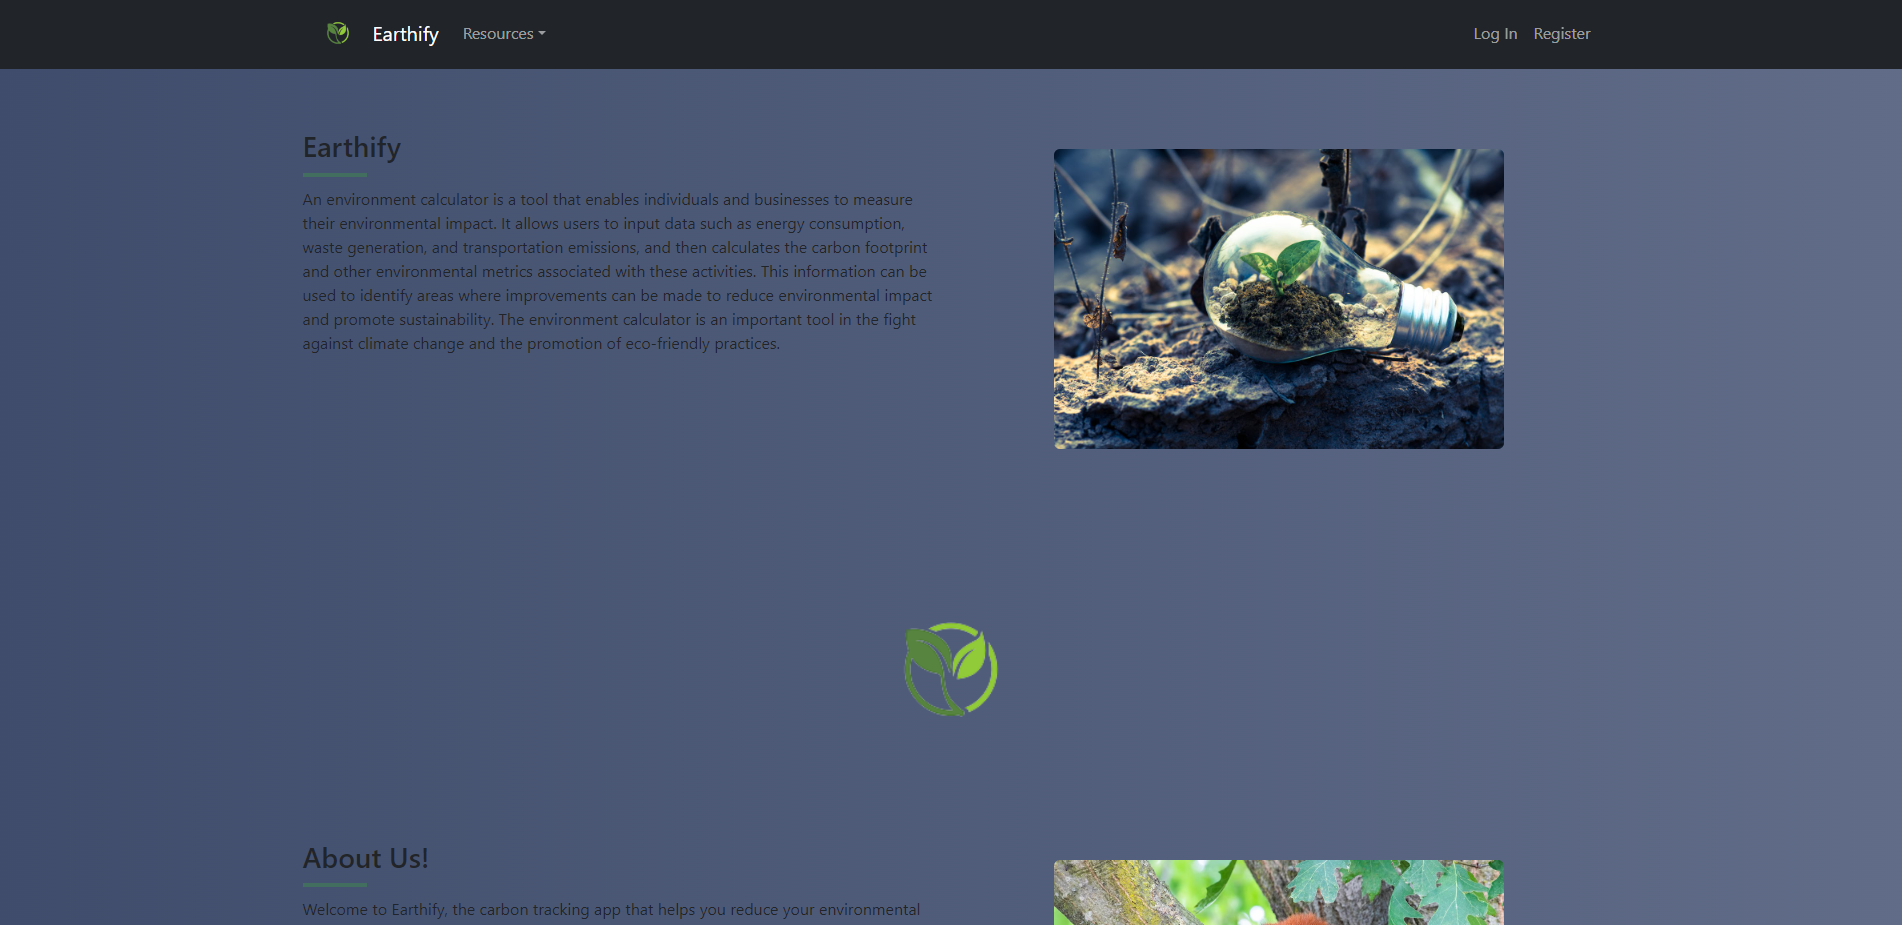 Earthify
Resources
Log In
Register
Earthify
An environment calculator is a tool that enables individuals and businesses to measure
their environmental impact. It allows users to input data such as energy consumption,
waste generation, and transportation emissions, and then calculates the carbon footprint
and other environmental metrics associated with these activities. This information can be
used to identify areas where improvements can be made to reduce environmental impact
and promote sustainability. The environment calculator is an important tool in the fight
against climate change and the promotion of eco-friendly practices.
About Us!
Welcome to Earthify, the carbon tracking app that helps you reduce your environmental